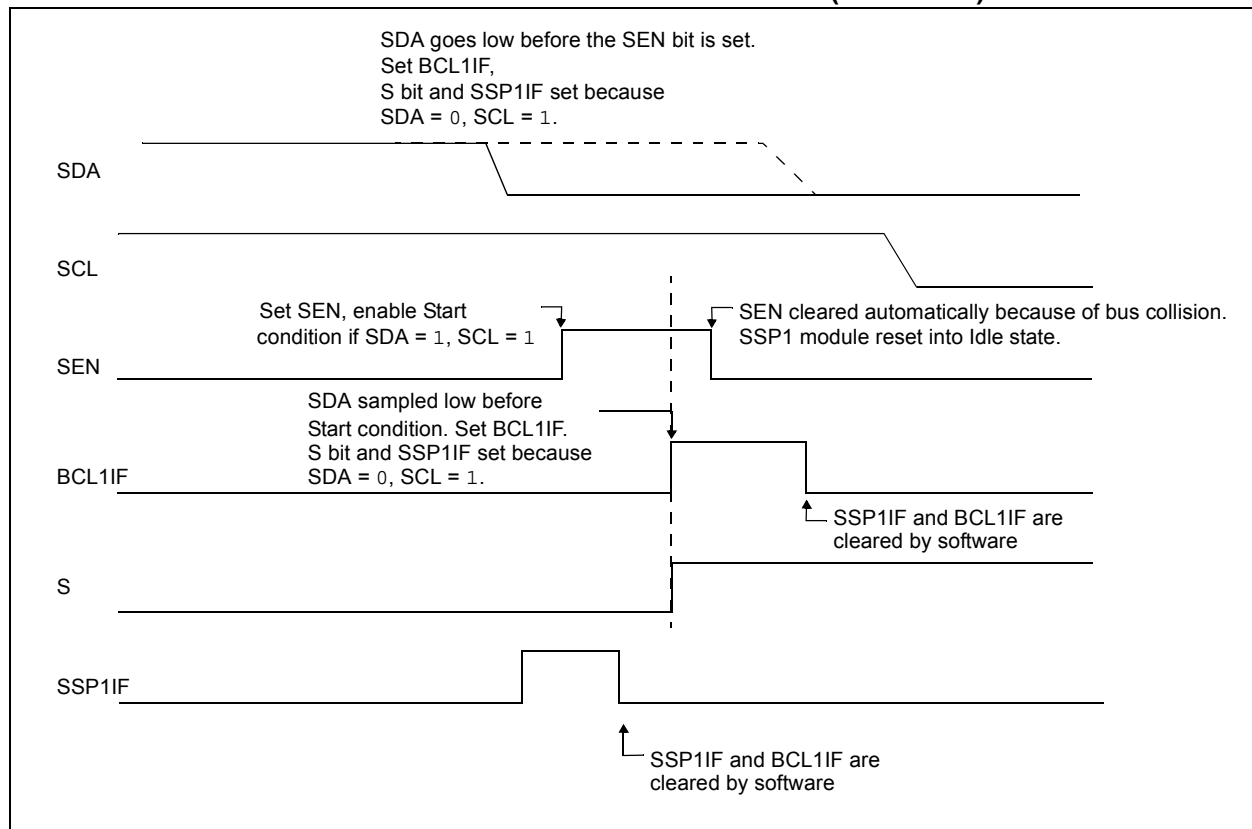 SDA goes low before the SEN bit is set.
Set BCL1IF,
S bit and SSP1IF set because
SDA = 0, SCL = 1.
SDA
SCL
Set SEN, enable Start
condition if SDA = 1, SCL = 1
SEN cleared automatically because of bus collision.
SSP1 module reset into Idle state.
SEN
SDA sampled low before
Start condition. Set BCL1IF.
S bit and SSP1IF set because
SDA = 0, SCL = 1.
BCL1IF
SSP1IF and BCL1IF are
cleared by software
S
SSP1IF
SSP1IF and BCL1IF are
cleared by software